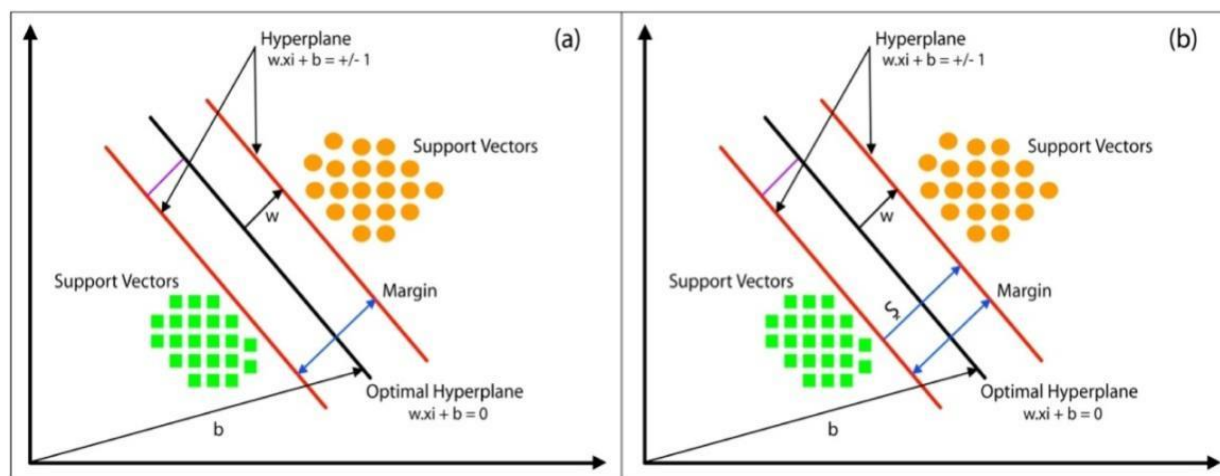 (a)
Hyperplane
w.xi + b = +/- 1
Support Vectors
w
Support Vectors
Margin
Optimal Hyperplane
w.xi + b = 0
b
(b)
Hyperplane
w.xi + b = +/- 1
Support Vectors
w
Support Vectors
Margin
Optimal Hyperplane
w.xi + b = 0
b